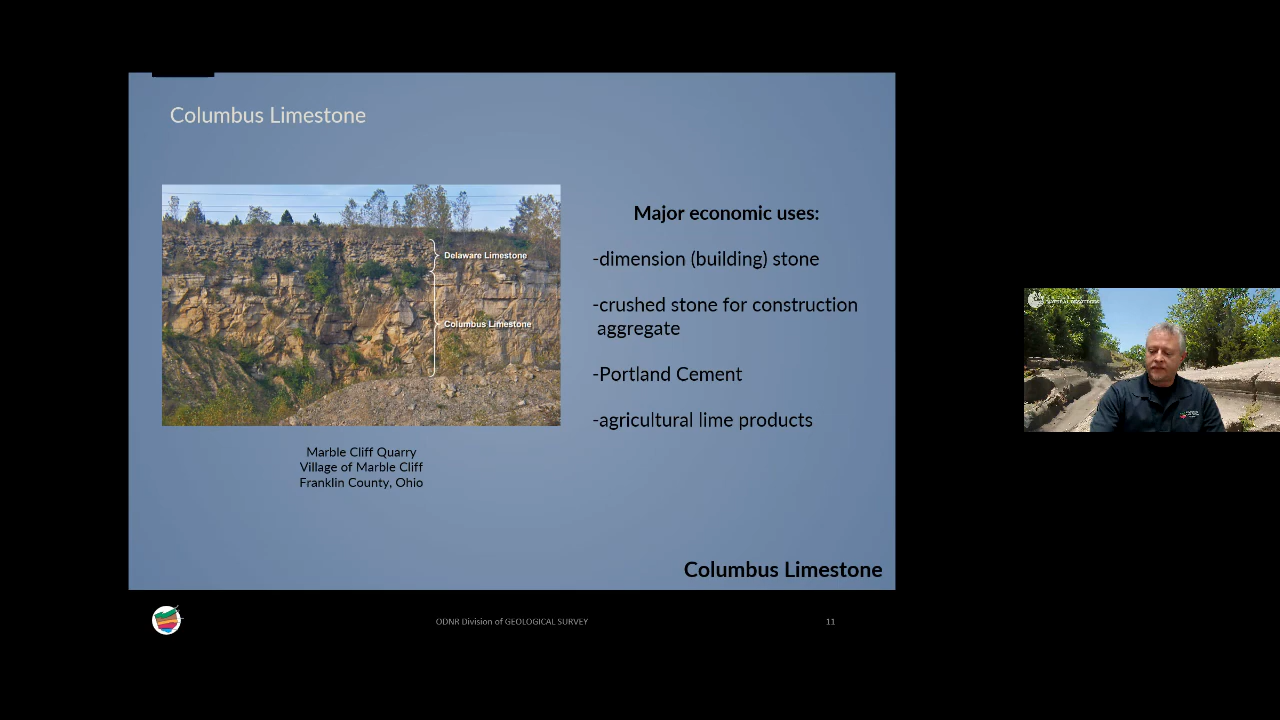 Columbus Limestone
Delaware Limestone
Columbus Limestone
Marble Cliff Quarry
Village of Marble Cliff
Franklin County, Ohio
Major economic uses:
-dimension (building) stone
-crushed stone for construction
aggregate
-Portland Cement
-agricultural lime products
Columbus Limestone
ODNR Division of GEOLOGICAL SURVEY
11